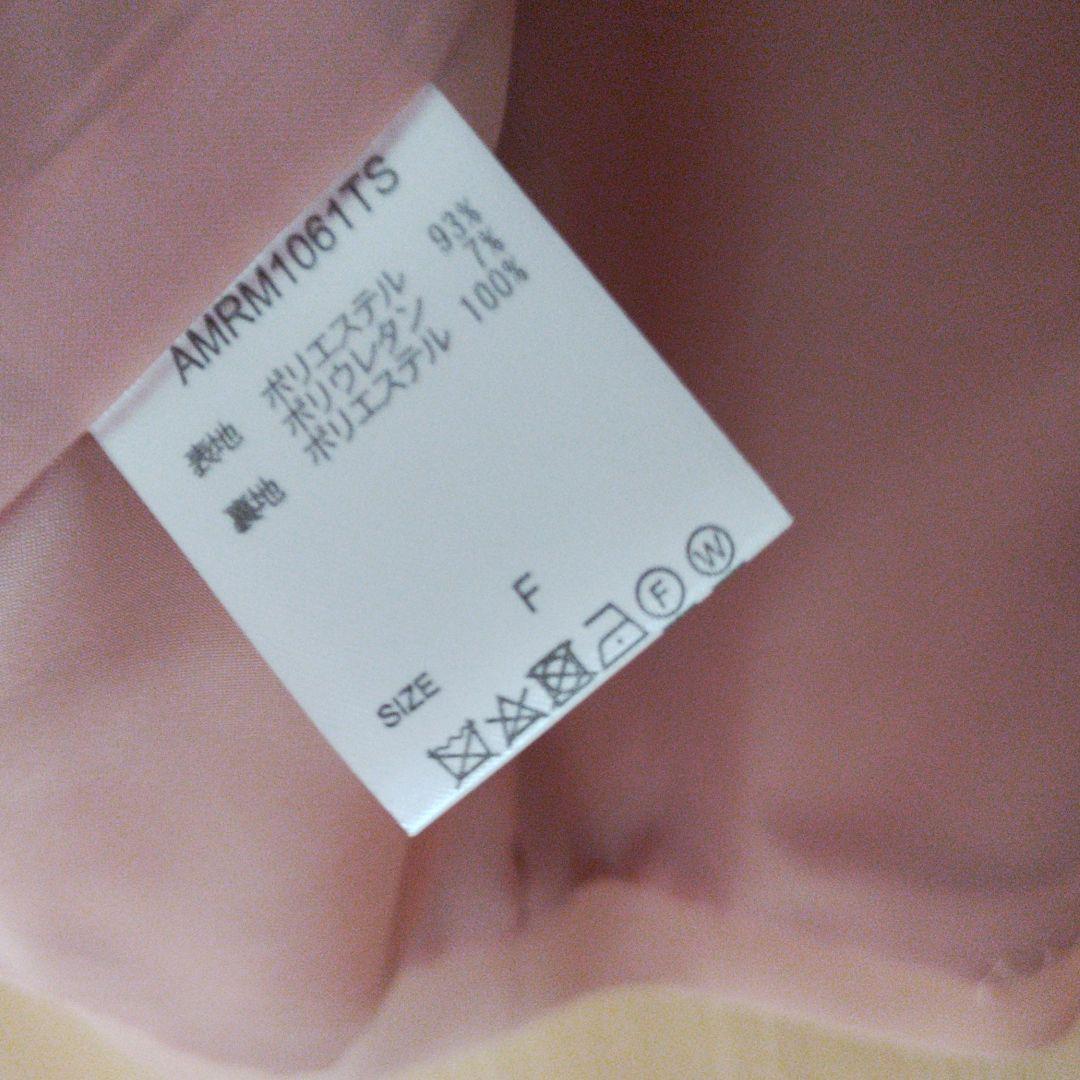 AMRM1061TS
表地 ポリエステル 93%
ポリウレタン 7%
裏地 ポリエステル 100%
SIZE F
F W